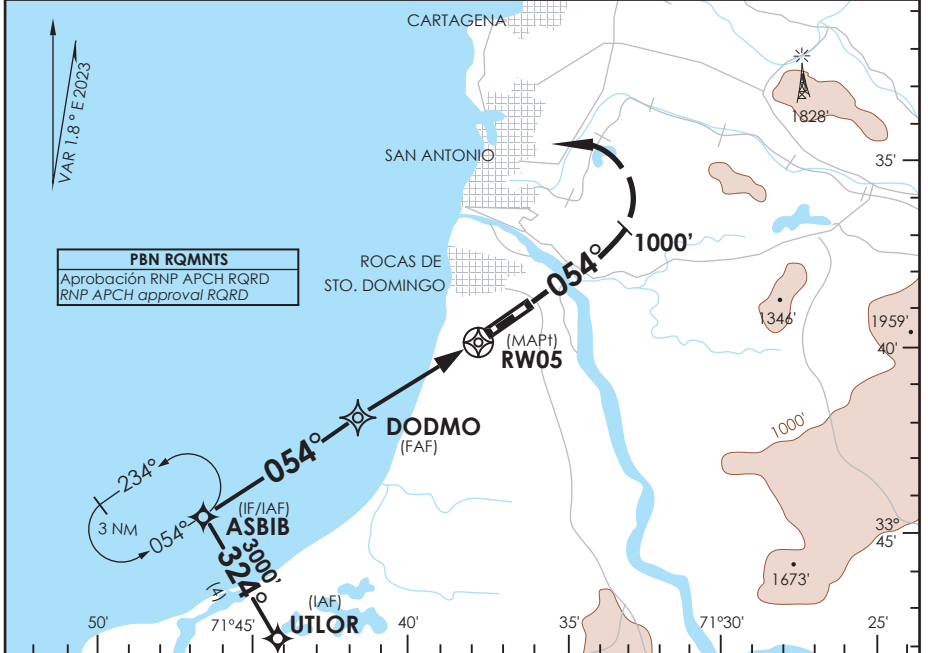 CARTAGENA
VAR 1.8° E 2023
1828'
SAN ANTONIO
35'
1000'
054°
PBN RQMNTS
Aprobación RNP APCH RQRD
RNP APCH approval RQRD
ROCAS DE
STO. DOMINGO
1346'
1959'
40'
(MAPt)
RW05
DODMO
(FAF)
1000'
054°
234°
3 NM
054°
(IF/IAF)
ASBIB
33°
45'
3000'
324°
(4)
1673'
(IAF)
UTLOR
50'
71°45'
40'
35'
71°30'
25'